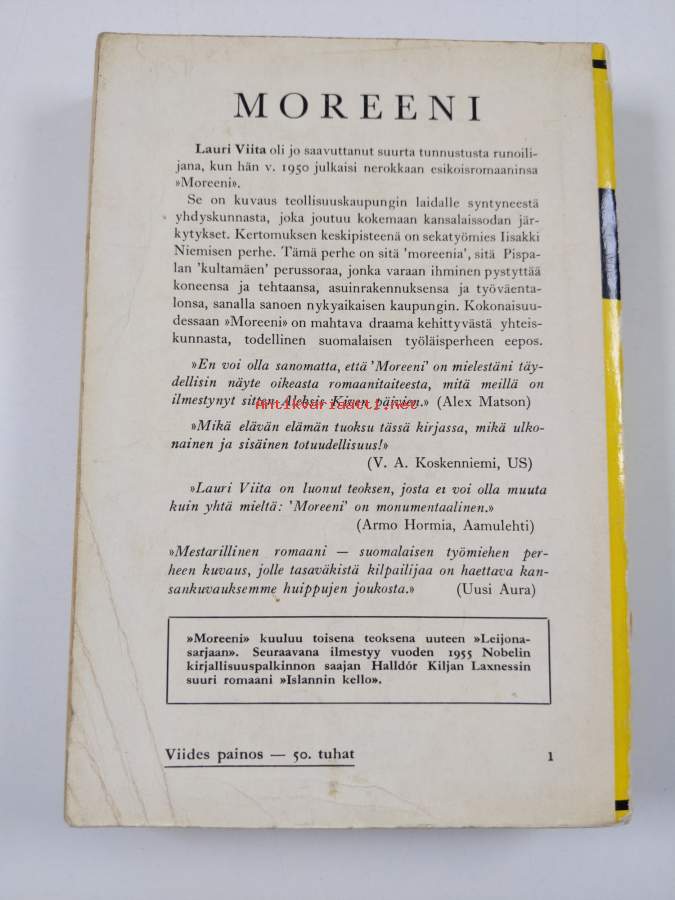 MOREENI
Lauri Viita oli jo saavuttanut suurta tunnustusta runoili-
jana, kun hän v. 1950 julkaisi nerokkaan esikoisromaaninsa
»Moreeni».
Se on kuvaus teollisuuskaupungin laidalle syntyneestä
yhdyskunnasta, joka joutuu kokemaan kansalaissodan jär-
kytykset. Kertomuksen keskipisteenä on sekatyömies Iisakki
Niemisen perhe. Tämä perhe on sitä 'moreenia', sitä Pispa-
lan 'kultamäen' perussoraa, jonka varaan ihminen pystyttää
koneensa ja tehtaansa, asuinrakennuksensa ja työväenta-
lonsa, sanalla sanoen nykyaikaisen kaupungin. Kokonaisuu-
dessaan »Moreeni» on mahtava draama kehittyvästä yhteis-
kunnasta, todellinen suomalaisen työläisperheen eepos.
»En voi olla sanomatta, että 'Moreeni' on mielestäni täy-
dellisin näyte oikeasta romaanitaiteesta, mitä meillä on
ilmestynyt sitten Aleksis Kiven päivien.» (Alex Matson)
Antikvariaatti.net
»Mikä elävän elämän tuoksu tässä kirjassa, mikä ulko-
nainen ja sisäinen totuudellisuus!»
(V. A. Koskenniemi, US)
»Lauri Viita on luonut teoksen, josta ei voi olla muuta
kuin yhtä mieltä: 'Moreeni' on monumentaalinen.»
(Armo Hormia, Aamulehti)
»Mestarillinen romaani — suomalaisen työmiehen per-
heen kuvaus, jolle tasaväkistä kilpailijaa on haettava kan-
sankuvauksemme huippujen joukosta.» (Uusi Aura)
»Moreeni» kuuluu toisena teoksena uuteen »Leijona-
sarjaan». Seuraavana ilmestyy vuoden 1955 Nobelin
kirjallisuuspalkinnon saajan Halldór Kiljan Laxnessin
suuri romaani »Islannin kello».
Viides painos — 50. tuhat 1